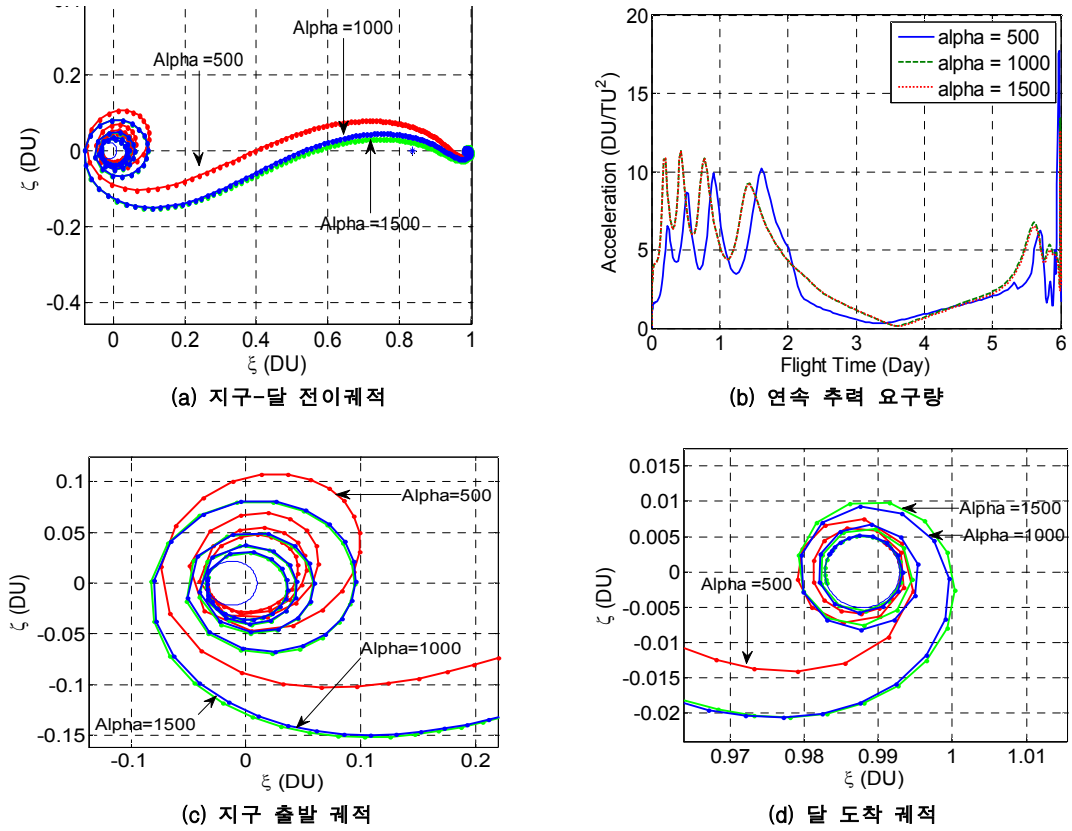 0.2
0
-0.2
-0.4
0
0.2
0.4
0.6
0.8
1
ζ (DU)
ξ (DU)
Alpha=500
Alpha=1000
Alpha=1500
(a) 지구-달 전이궤적
20
15
10
5
0
0
1
2
3
4
5
6
Acceleration (DU/TU²)
Flight Time (Day)
alpha = 500
alpha = 1000
alpha = 1500
(b) 연속 추력 요구량
0.1
0.05
0
-0.05
-0.1
-0.15
-0.1
0
0.1
0.2
ζ (DU)
ξ (DU)
Alpha=500
Alpha=1000
Alpha=1500
(c) 지구 출발 궤적
0.015
0.01
0.005
0
-0.005
-0.01
-0.015
-0.02
0.97
0.98
0.99
1
1.01
ζ (DU)
ξ (DU)
Alpha=1500
Alpha=1000
Alpha=500
(d) 달 도착 궤적